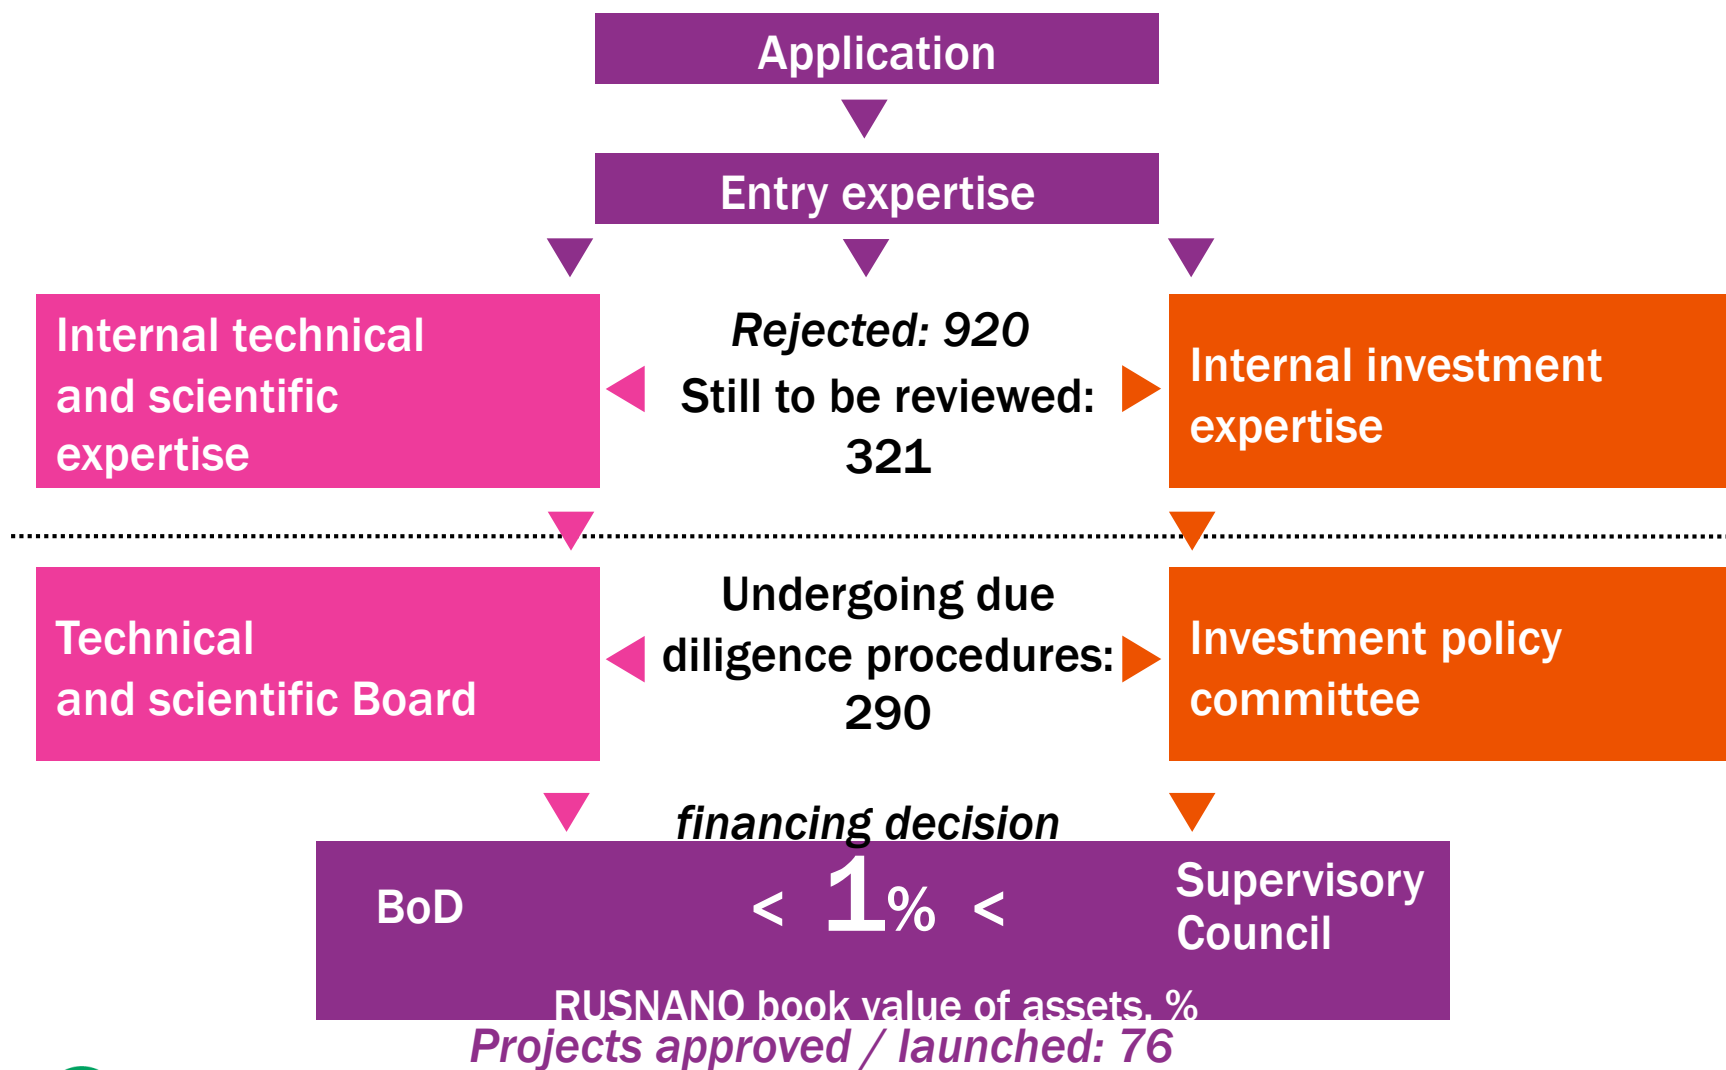 Application
Entry expertise
Internal technical
and scientific
expertise
Rejected: 920
Still to be reviewed:
321
Internal investment
expertise
Technical
and scientific Board
Undergoing due
diligence procedures:
290
Investment policy
committee
financing decision
BoD
< 1% <
Supervisory
Council
RUSNANO book value of assets, %
Projects approved / launched: 76